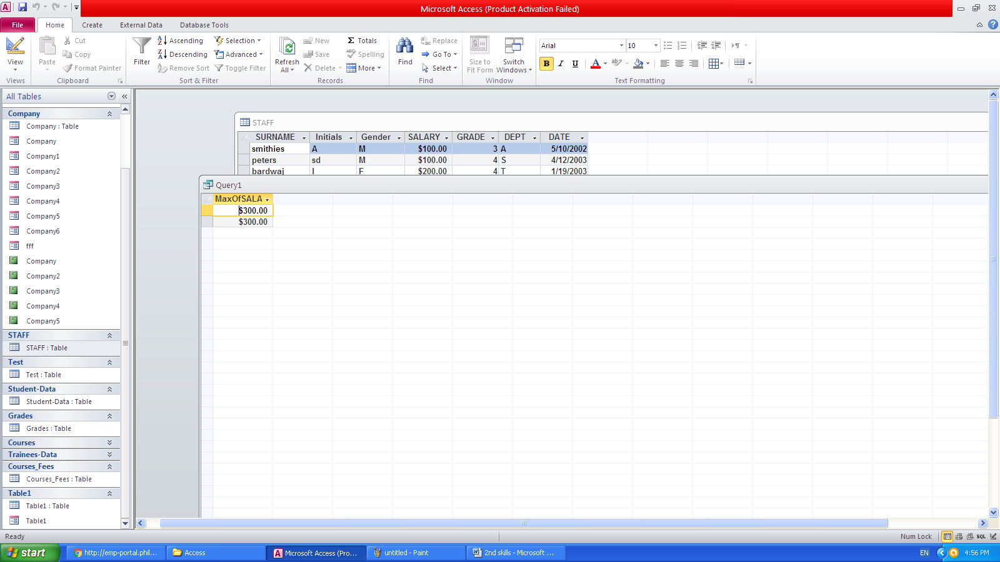 Microsoft Access (Product Activation Failed)
File Home Create External Data Database Tools
View
Views
Paste
Cut
Copy
Format Painter
Clipboard
Filter
Ascending
Descending
Remove Sort
Selection
Advanced
Toggle Filter
Sort & Filter
Refresh
All
New
Save
Delete
Totals
Spelling
More
Records
Find
Replace
Go To
Select
Find
Size to
Fit Form
Switch
Windows
Window
Arial 10
B I U
Text Formatting
All Tables
Company
Company : Table
Company
Company1
Company2
Company3
Company4
Company5
Company6
fff
Company
Company2
Company3
Company4
Company5
STAFF
STAFF : Table
Test
Test : Table
Student-Data
Student-Data : Table
Grades
Grades : Table
Courses
Trainees-Data
Courses_Fees
Courses_Fees : Table
Table1
Table1 : Table
Table1
STAFF
SURNAME Initials Gender SALARY GRADE DEPT DATE
smithies A M $100.00 3 A 5/10/2002
peters sd M $100.00 4 S 4/12/2003
bardwaj I F $200.00 4 T 1/19/2003
Query1
MaxOfSALA
$300.00
$300.00
Ready Num Lock SQL
start http://emp-portal.phil... Access Microsoft Access (Pro... untitled - Paint 2nd skills - Microsoft ... EN 4:56 PM